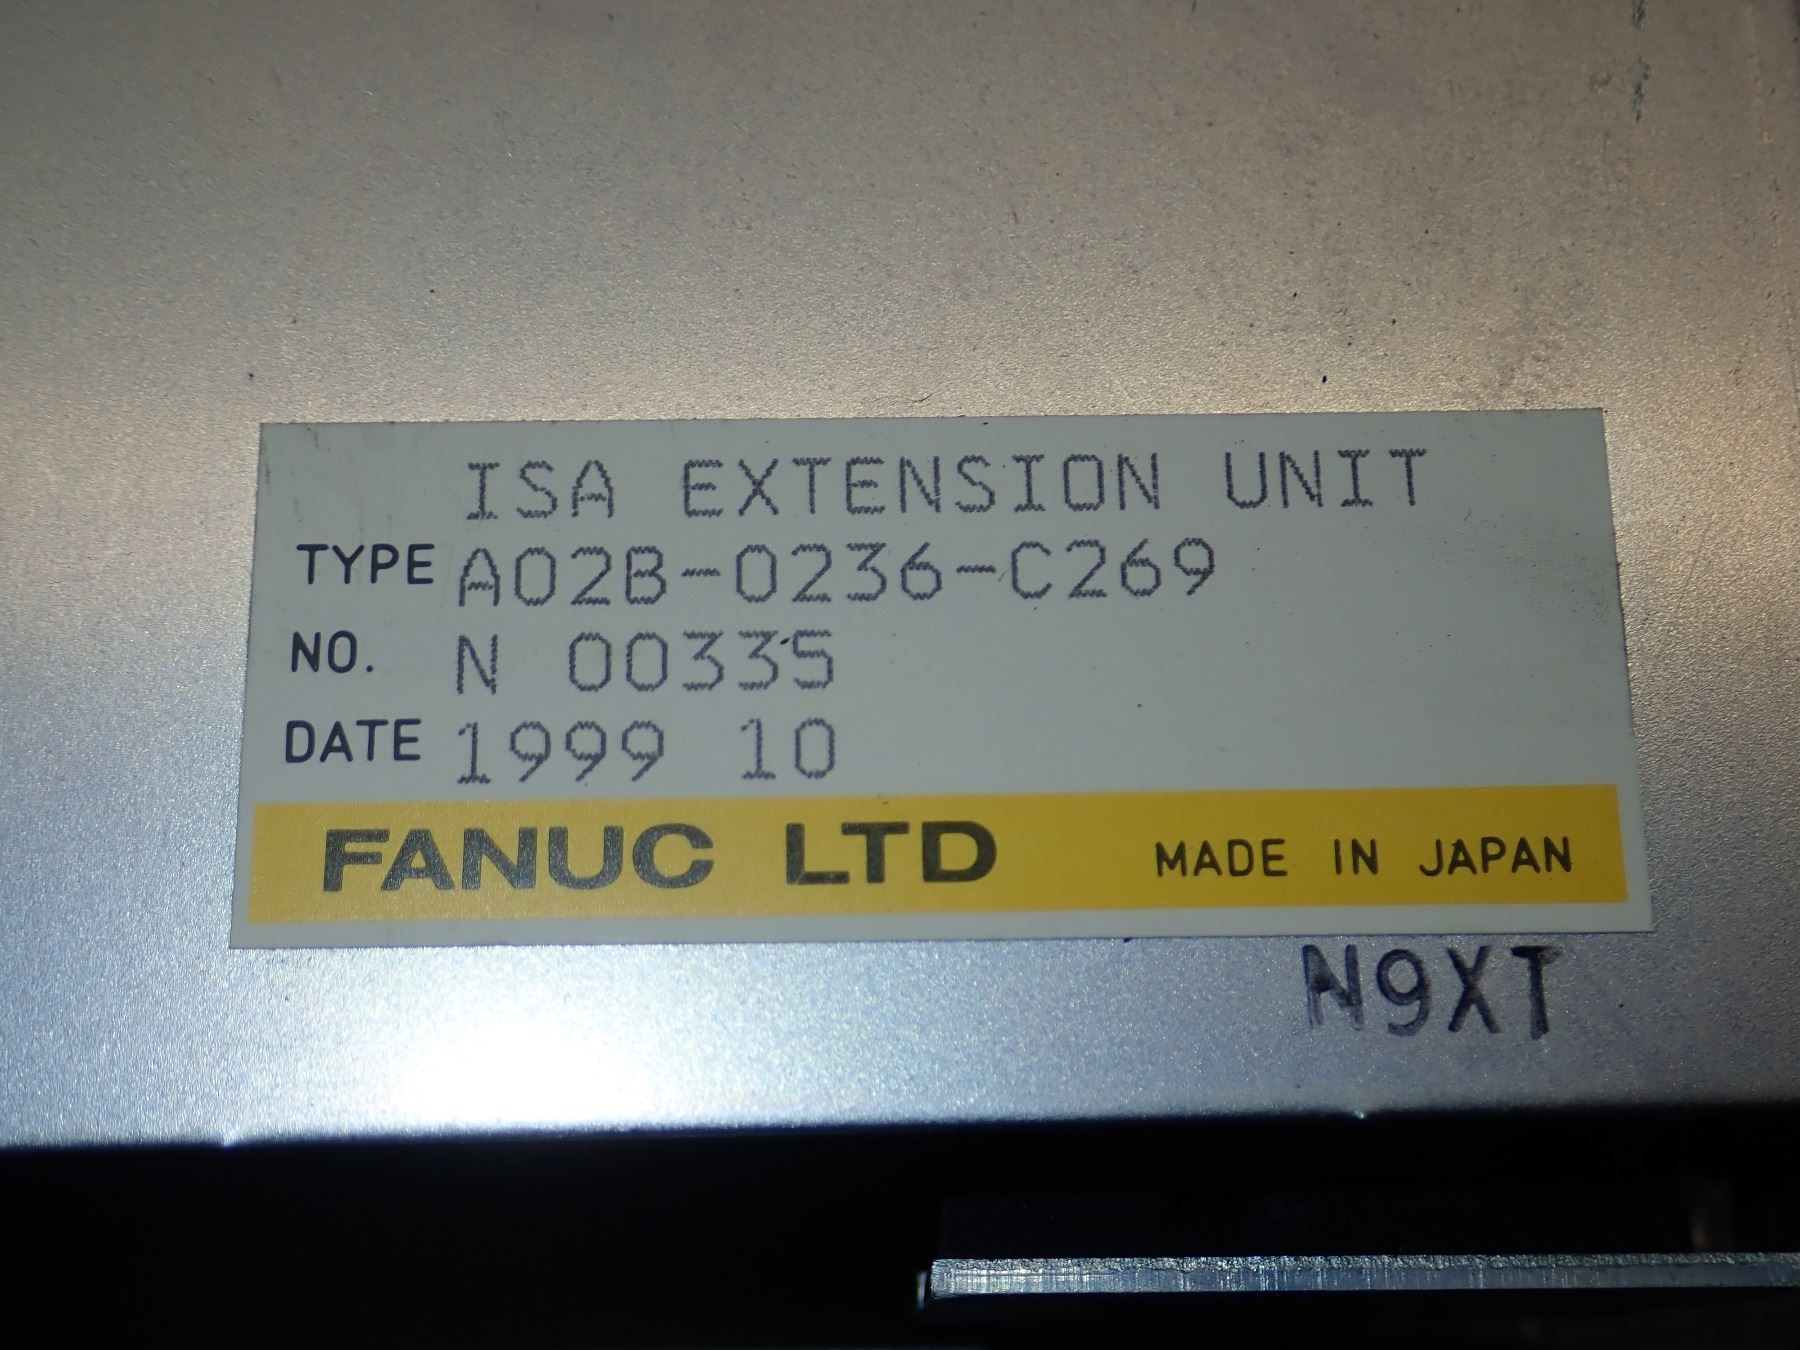 ISA EXTENSION UNIT
TYPE A02B-0236-C269
NO. N 00335
DATE 1999 10
FANUC LTD MADE IN JAPAN
N9XT